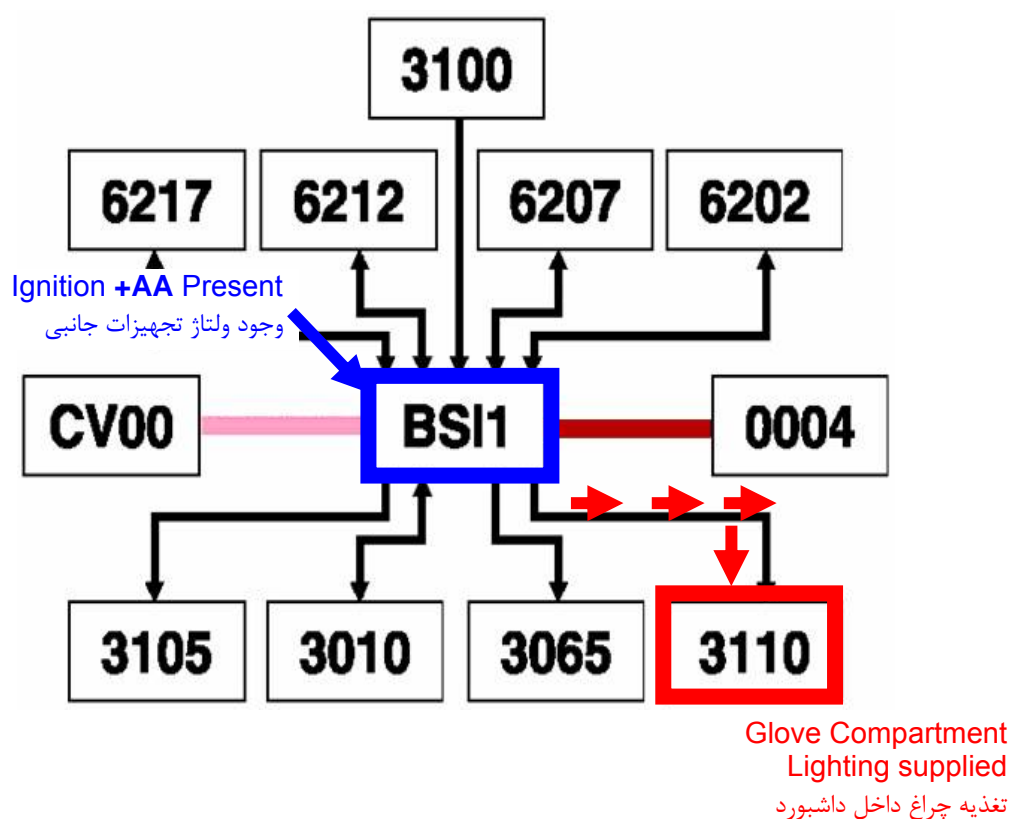 3100
6217 6212 6207 6202
Ignition +AA Present
وجود ولتاژ تجهیزات جانبی
CV00 BSI1 0004
3105 3010 3065 3110
Glove Compartment
Lighting supplied
تغذیه چراغ داخل داشبورد